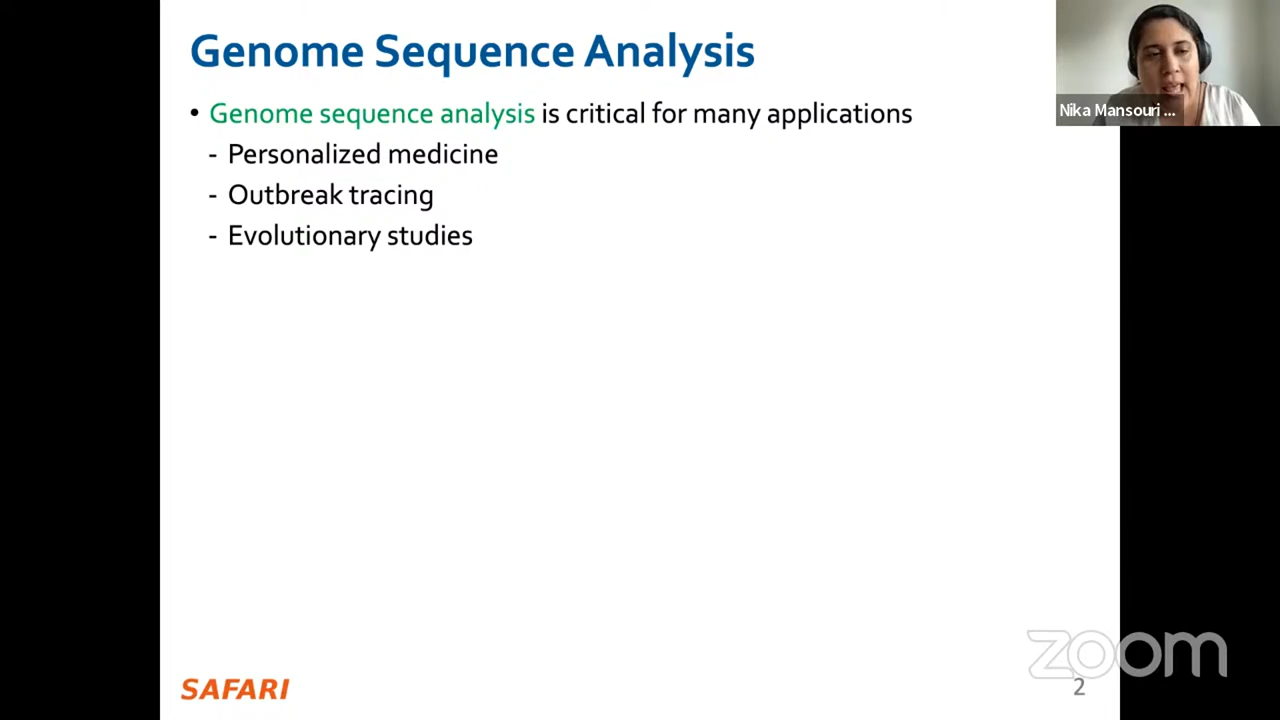 Genome Sequence Analysis
• Genome sequence analysis is critical for many applications
- Personalized medicine
- Outbreak tracing
- Evolutionary studies
Nika Mansouri ...
SAFARI
zoom
2